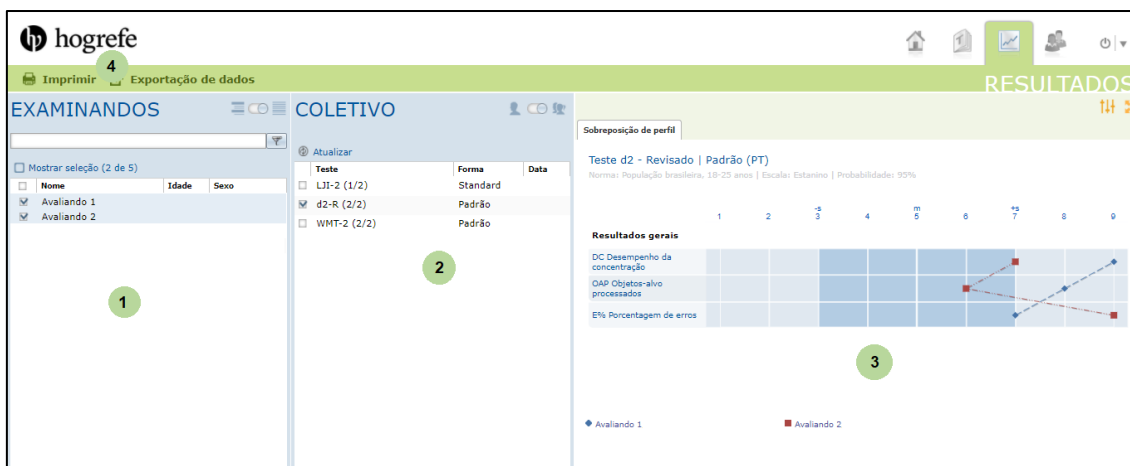 hogrefe
4
Imprimir Exportação de dados
RESULTADOS
EXAMINANDOS
Mostrar seleção (2 de 5)
Nome Idade Sexo
Avaliando 1
Avaliando 2
1
COLETIVO
Atualizar
Teste Forma Data
LJI-2 (1/2) Standard
d2-R (2/2) Padrão
WMT-2 (2/2) Padrão
2
Sobreposição de perfil
Teste d2 - Revisado | Padrão (PT)
Norma: População brasileira, 18-25 anos | Escala: Estanino | Probabilidade: 95%
-s m +s
1 2 3 4 5 6 7 8 9
Resultados gerais
DC Desempenho da
concentração
OAP Objetos-alvo
processados
E% Porcentagem de erros
3
Avaliando 1 Avaliando 2